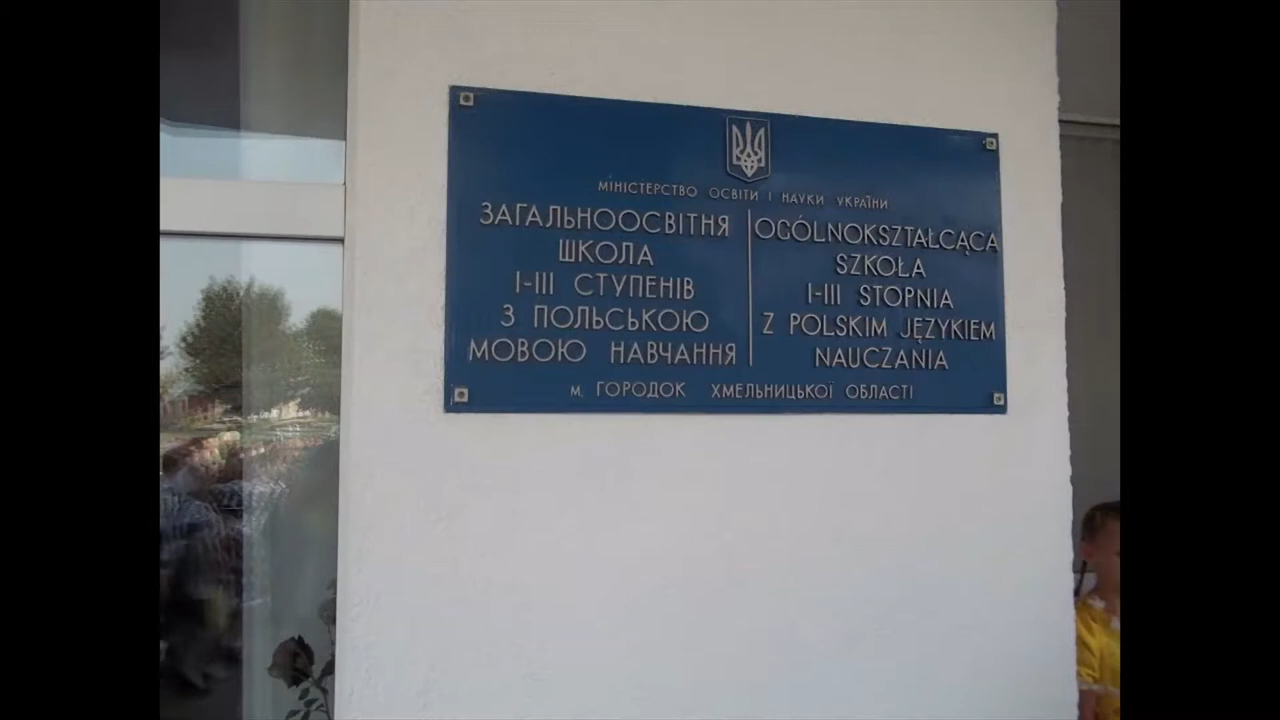 МІНІСТЕРСТВО ОСВІТИ І НАУКИ УКРАЇНИ
ЗАГАЛЬНООСВІТНЯ
ШКОЛА
І-ІІІ СТУПЕНІВ
З ПОЛЬСЬКОЮ
МОВОЮ НАВЧАННЯ
OGÓLNOKSZTAŁCĄCA
SZKOŁA
I-III STOPNIA
Z POLSKIM JĘZYKIEM
NAUCZANIA
м. ГОРОДОК ХМЕЛЬНИЦЬКОЇ ОБЛАСТІ